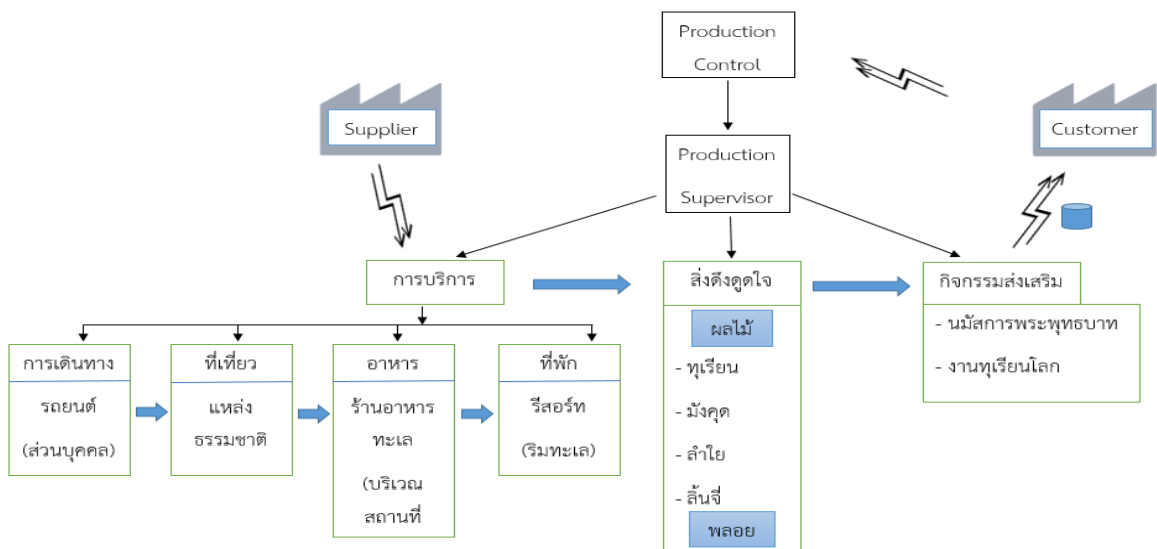 Production
Control
Supplier
Customer
Production
Supervisor
การบริการ
สิ่งดึงดูดใจ
กิจกรรมส่งเสริม
ผลไม้
- ทุเรียน
- มังคุด
- ลำใย
- ลิ้นจี่
พลอย
- นมัสการพระพุทธบาท
- งานทุเรียนโลก
การเดินทาง
รถยนต์
(ส่วนบุคคล)
ที่เที่ยว
แหล่ง
ธรรมชาติ
อาหาร
ร้านอาหาร
ทะเล
(บริเวณ
สถานที่
ที่พัก
รีสอร์ท
(ริมทะเล)